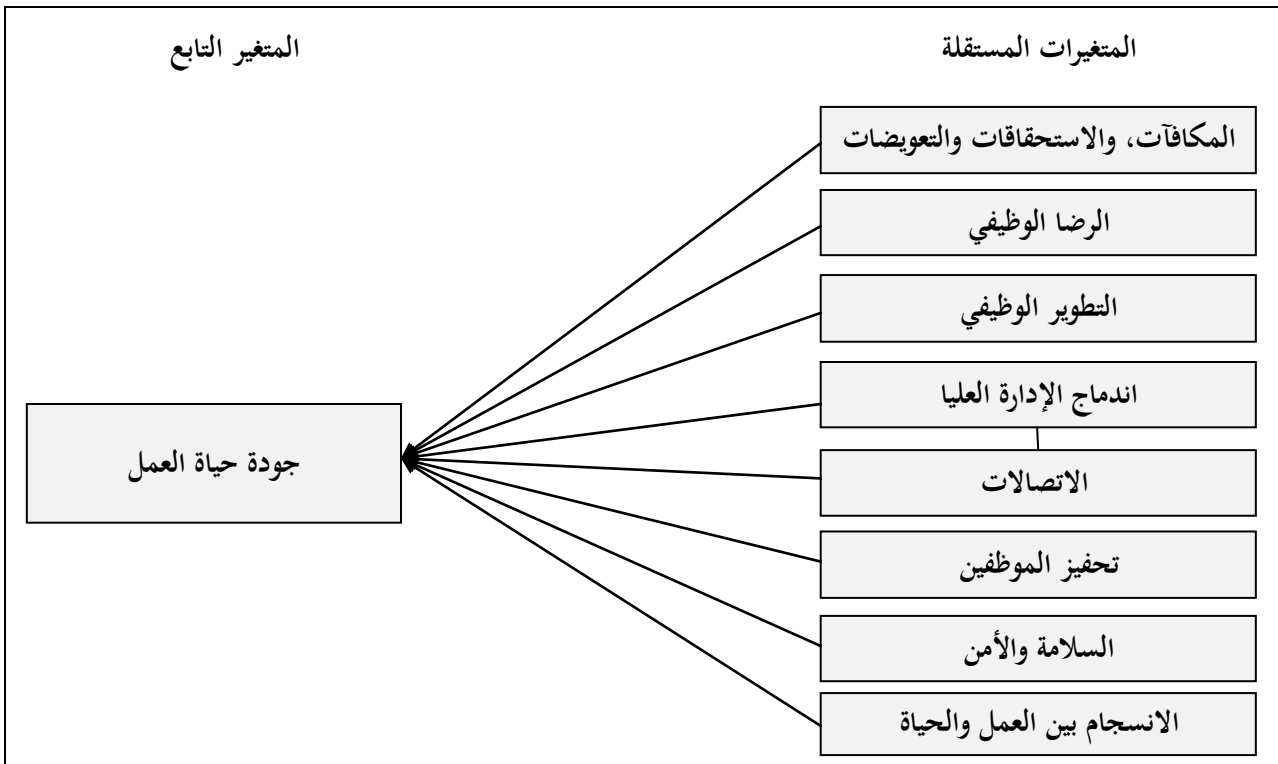 المتغيرات المستقلة
المتغير التابع
المكافآت، والاستحقاقات والتعويضات
الرضا الوظيفي
التطوير الوظيفي
اندماج الإدارة العليا
الاتصالات
تحفيز الموظفين
السلامة والأمن
الانسجام بين العمل والحياة
جودة حياة العمل